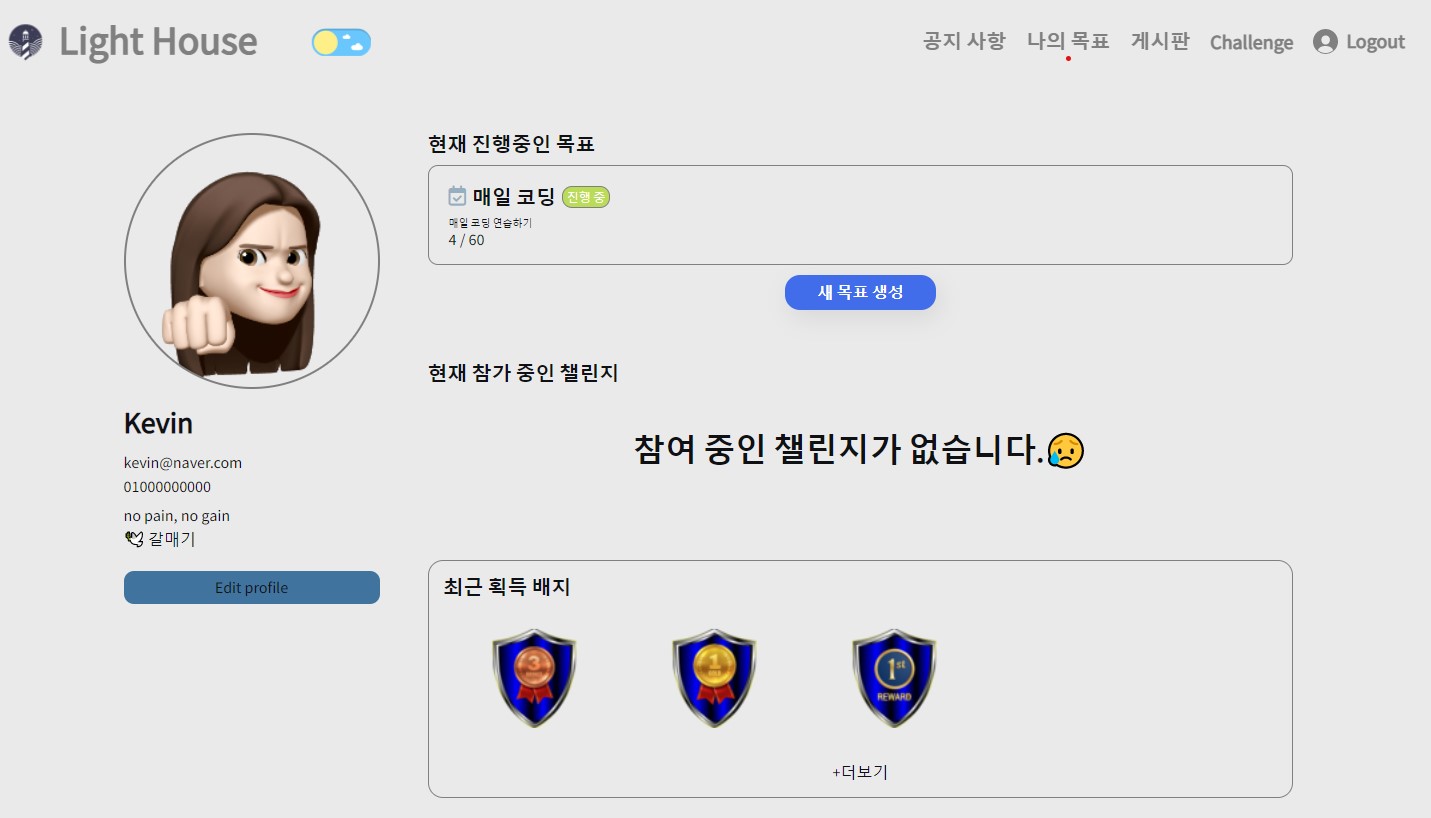 Light House
공지 사항
나의 목표
게시판
Challenge
Logout
Kevin
kevin@naver.com
01000000000
no pain, no gain
갈매기
Edit profile
현재 진행중인 목표
매일 코딩 진행 중
매일 코딩 연습하기
4 / 60
새 목표 생성
현재 참가 중인 챌린지
참여 중인 챌린지가 없습니다.😥
최근 획득 배지
3
1
1st
REWARD
+더보기